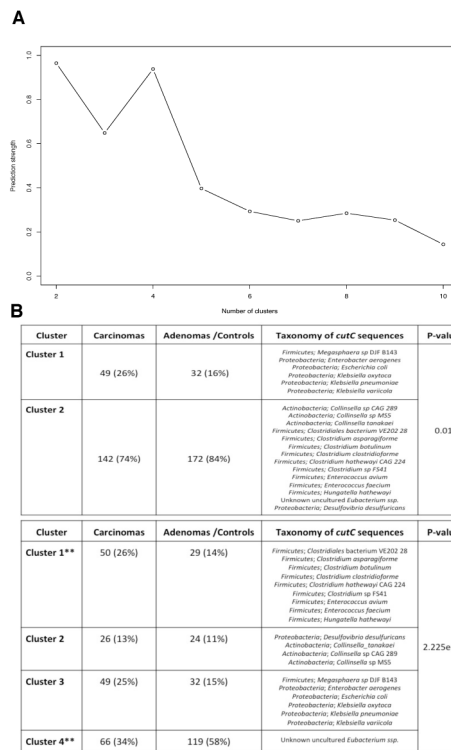 A
Prediction strength
1.0
0.8
0.6
0.4
0.2
0.0
2
4
6
8
10
Number of clusters
B
Cluster Carcinomas Adenomas /Controls Taxonomy of cutC sequences P-valu
Cluster 1
49 (26%) 32 (16%)
Firmicutes; Megasphaera sp DJF B143
Proteobacteria; Enterobacter aerogenes
Proteobacteria; Escherichia coli
Proteobacteria; Klebsiella oxytoca
Proteobacteria; Klebsiella pneumoniae
Proteobacteria; Klebsiella variicola
Cluster 2
142 (74%) 172 (84%)
Actinobacteria; Collinsella sp CAG 289
Actinobacteria; Collinsella sp MS5
Actinobacteria; Collinsella tanakaei
Firmicutes; Clostridiales bacterium VE202 28
Firmicutes; Clostridium asparagiforme
Firmicutes; Clostridium botulinum
Firmicutes; Clostridium clostridioforme
Firmicutes; Clostridium hathewayi CAG 224
Firmicutes; Clostridium sp FS41
Firmicutes; Enterococcus avium
Firmicutes; Enterococcus faecium
Firmicutes; Hungatella hathewayi
Unknown uncultured Eubacterium ssp.
Proteobacteria; Desulfovibrio desulfuricans
0.01
Cluster Carcinomas Adenomas /Controls Taxonomy of cutC sequences P-valu
Cluster 1** 50 (26%) 29 (14%)
Firmicutes; Clostridiales bacterium VE202 28
Firmicutes; Clostridium asparagiforme
Firmicutes; Clostridium botulinum
Firmicutes; Clostridium clostridioforme
Firmicutes; Clostridium hathewayi CAG 224
Firmicutes; Clostridium sp FS41
Firmicutes; Enterococcus avium
Firmicutes; Enterococcus faecium
Firmicutes; Hungatella hathewayi
Cluster 2 26 (13%) 24 (11%)
Proteobacteria; Desulfovibrio desulfuricans
Actinobacteria; Collinsella_tanakaei
Actinobacteria; Collinsella sp CAG 289
Actinobacteria; Collinsella sp MS5
2.225e
Cluster 3 49 (25%) 32 (15%)
Firmicutes; Megasphaera sp DJF B143
Proteobacteria; Enterobacter aerogenes
Proteobacteria; Escherichia coli
Proteobacteria; Klebsiella oxytoca
Proteobacteria; Klebsiella pneumoniae
Proteobacteria; Klebsiella variicola
Cluster 4** 66 (34%) 119 (58%) Unknown uncultured Eubacterium ssp.